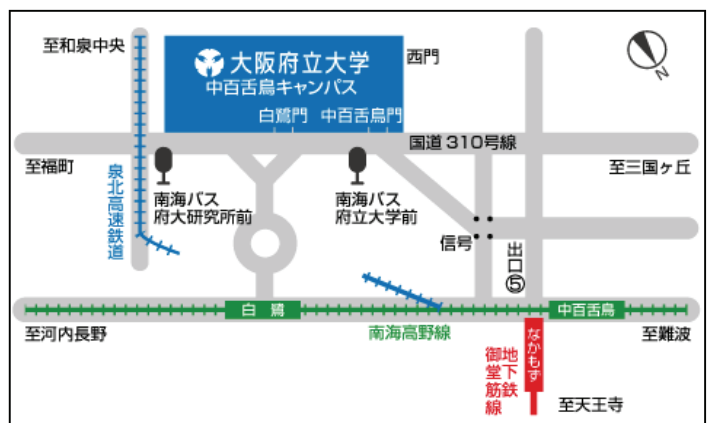 至和泉中央
大阪府立大学
中百舌鳥キャンパス
西門
N
白鷺門
中百舌鳥門
国道310号線
至福町
至三国ヶ丘
泉北高速鉄道
南海バス
府大研究所前
南海バス
府立大学前
信号
出口⑤
白鷺
中百舌鳥
至河内長野
南海高野線
至難波
なかもず
地下鉄
御堂筋線
至天王寺